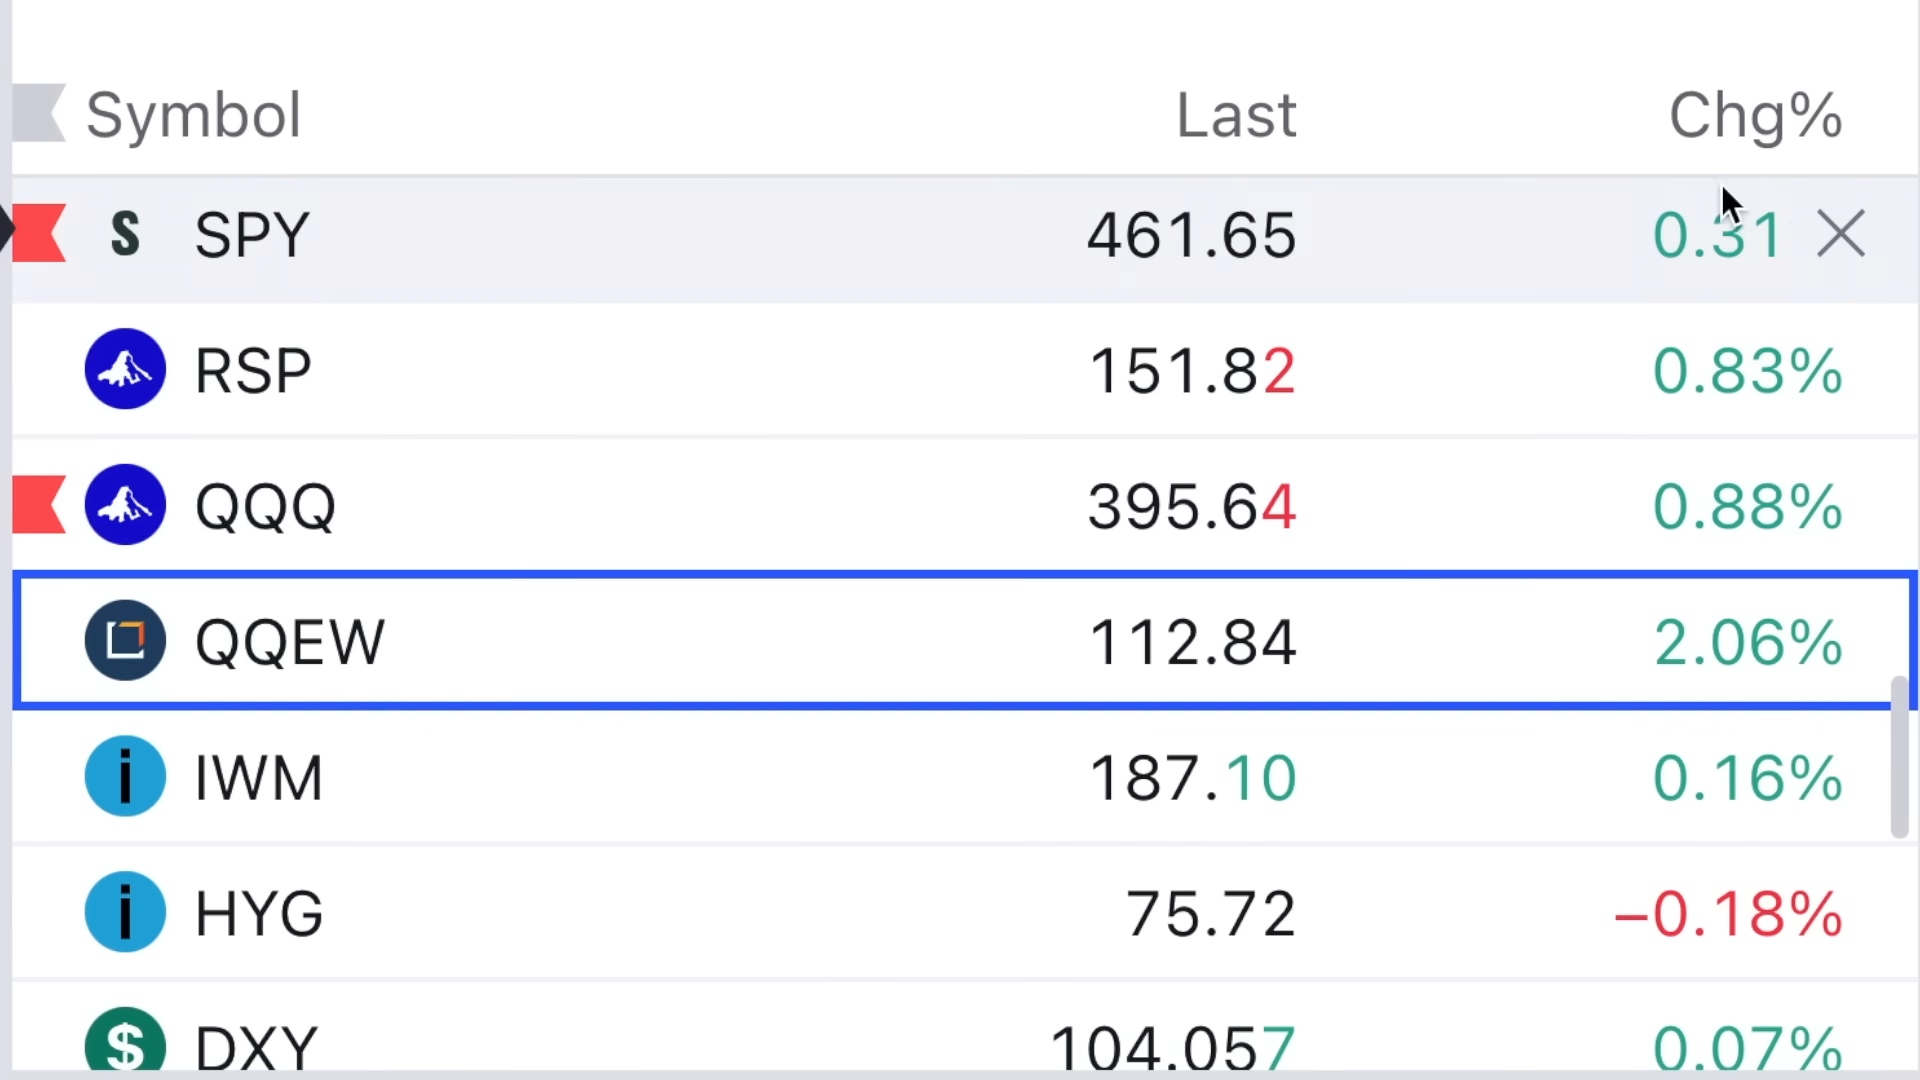 Symbol Last Chg%
S SPY 461.65 0.31
RSP 151.82 0.83%
QQQ 395.64 0.88%
QQEW 112.84 2.06%
i IWM 187.10 0.16%
i HYG 75.72 −0.18%
$ DXY 104.057 0.07%